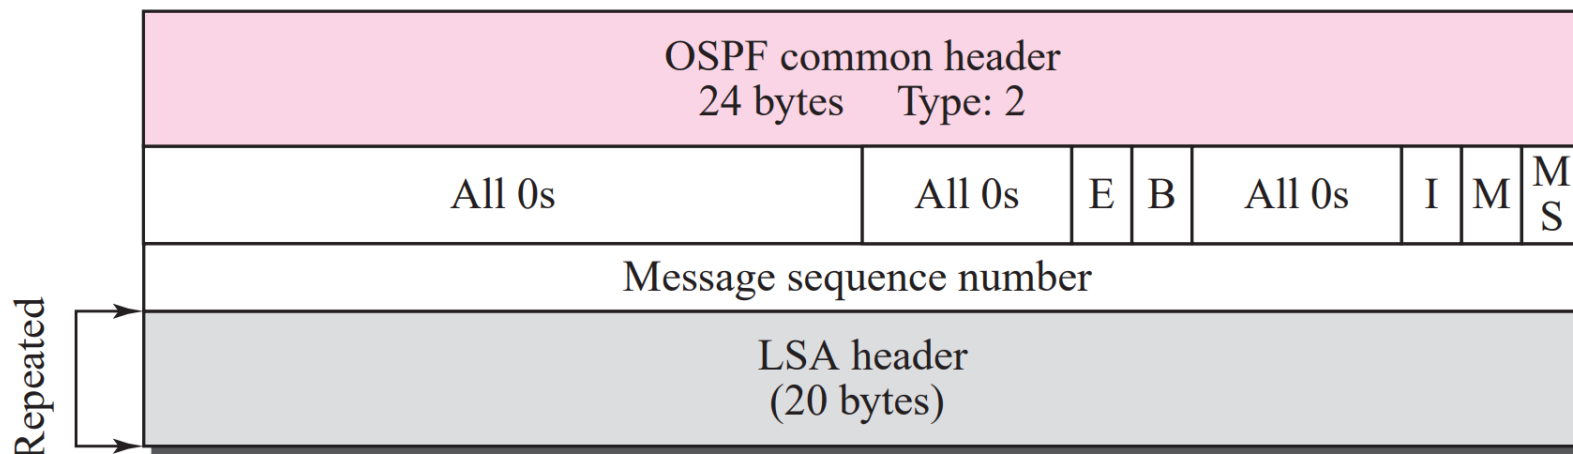 OSPF common header
24 bytes Type: 2
All 0s All 0s E B All 0s I M M S
Message sequence number
Repeated
LSA header
(20 bytes)